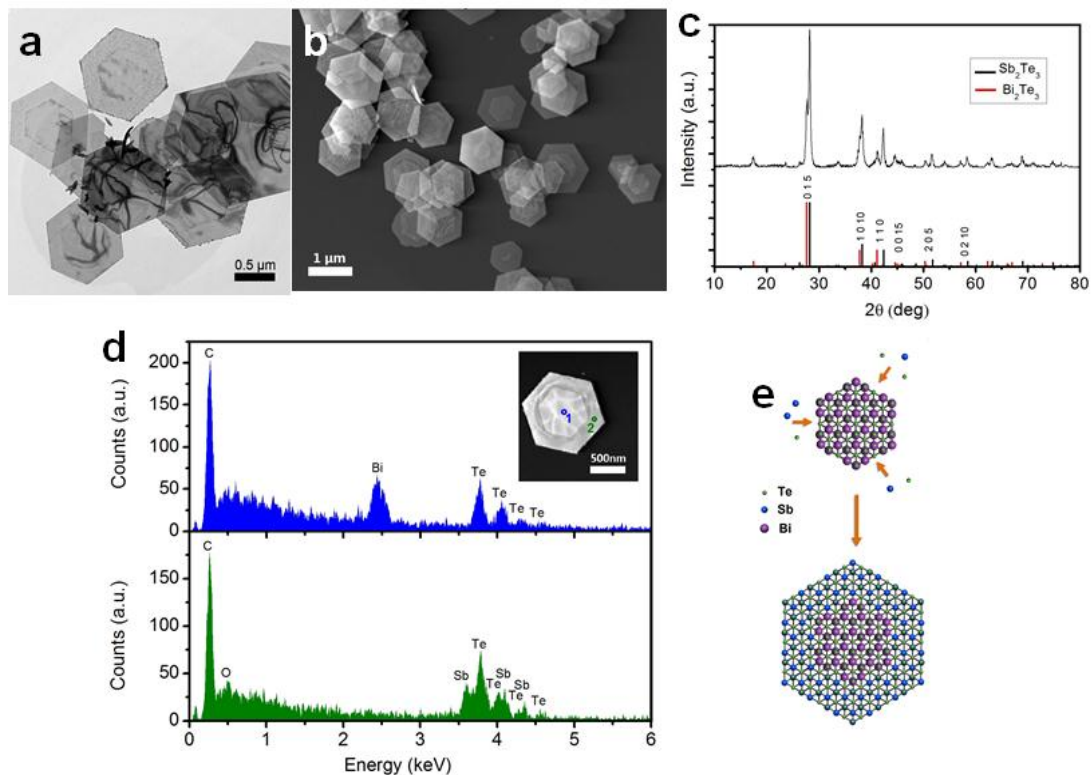 a
0.5 µm
b
1 µm
c
Intensity (a.u.)
Sb2Te3
Bi2Te3
0 1 5
1 0 10
1 1 0
0 0 15
2 0 5
0 2 10
10 20 30 40 50 60 70 80
2θ (deg)
d
Counts (a.u.)
200
150
100
50
0
C
Bi
Te
Te
Te
Te
1
2
500nm
Counts (a.u.)
150
100
50
0
C
O
Sb
Te
Te
Sb
Te
Sb
Te
0 1 2 3 4 5 6
Energy (keV)
e
Te
Sb
Bi